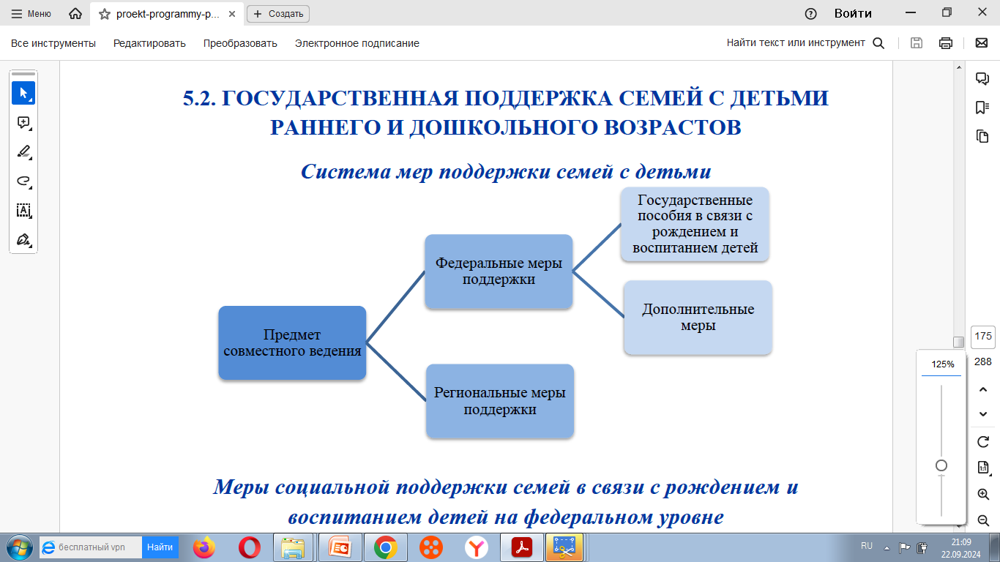 Меню
proekt-programmy-p...
Создать
Войти
Все инструменты
Редактировать
Преобразовать
Электронное подписание
Найти текст или инструмент
5.2. ГОСУДАРСТВЕННАЯ ПОДДЕРЖКА СЕМЕЙ С ДЕТЬМИ
РАННЕГО И ДОШКОЛЬНОГО ВОЗРАСТОВ
Система мер поддержки семей с детьми
Предмет
совместного ведения
Федеральные меры
поддержки
Региональные меры
поддержки
Государственные
пособия в связи с
рождением и
воспитанием детей
Дополнительные
меры
Меры социальной поддержки семей в связи с рождением и
воспитанием детей на федеральном уровне
175
288
125%
1:1
бесплатный vpn
Найти
RU
21:09
22.09.2024